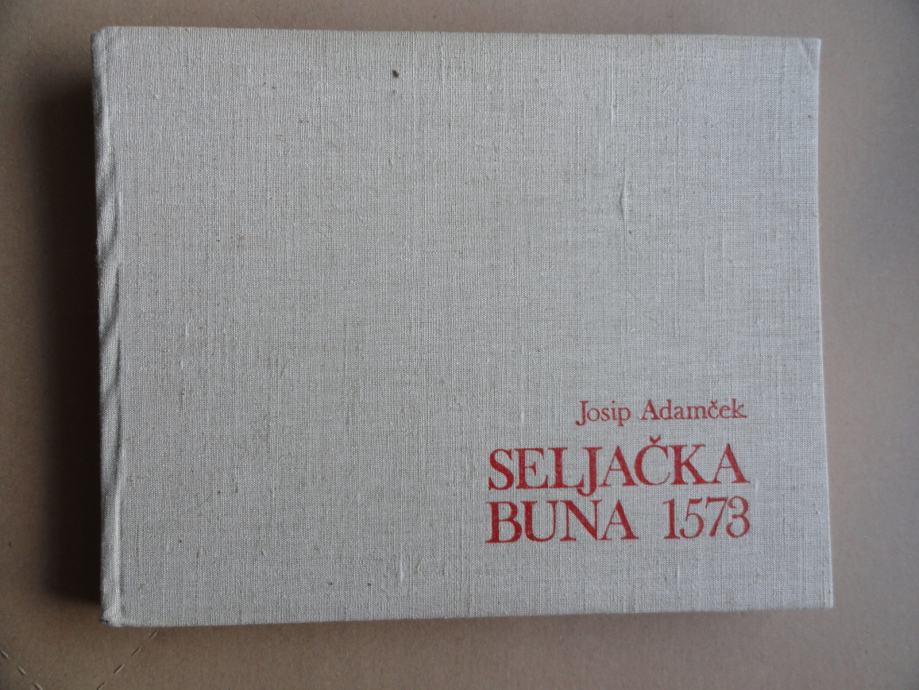 Josip Adamček
SELJAČKA
BUNA 1573